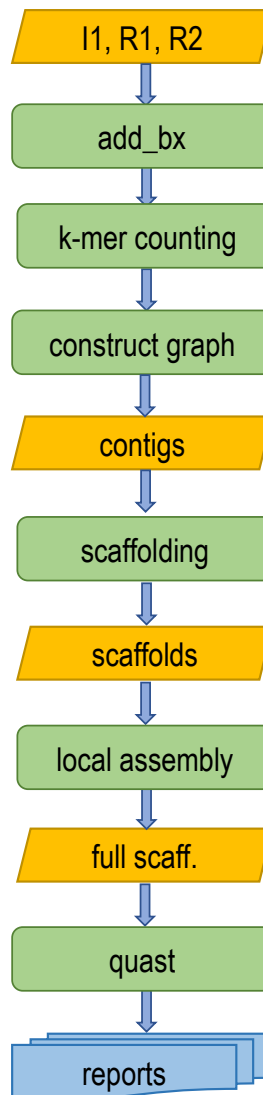 I1, R1, R2
add_bx
k-mer counting
construct graph
contigs
scaffolding
scaffolds
local assembly
full scaff.
quast
reports